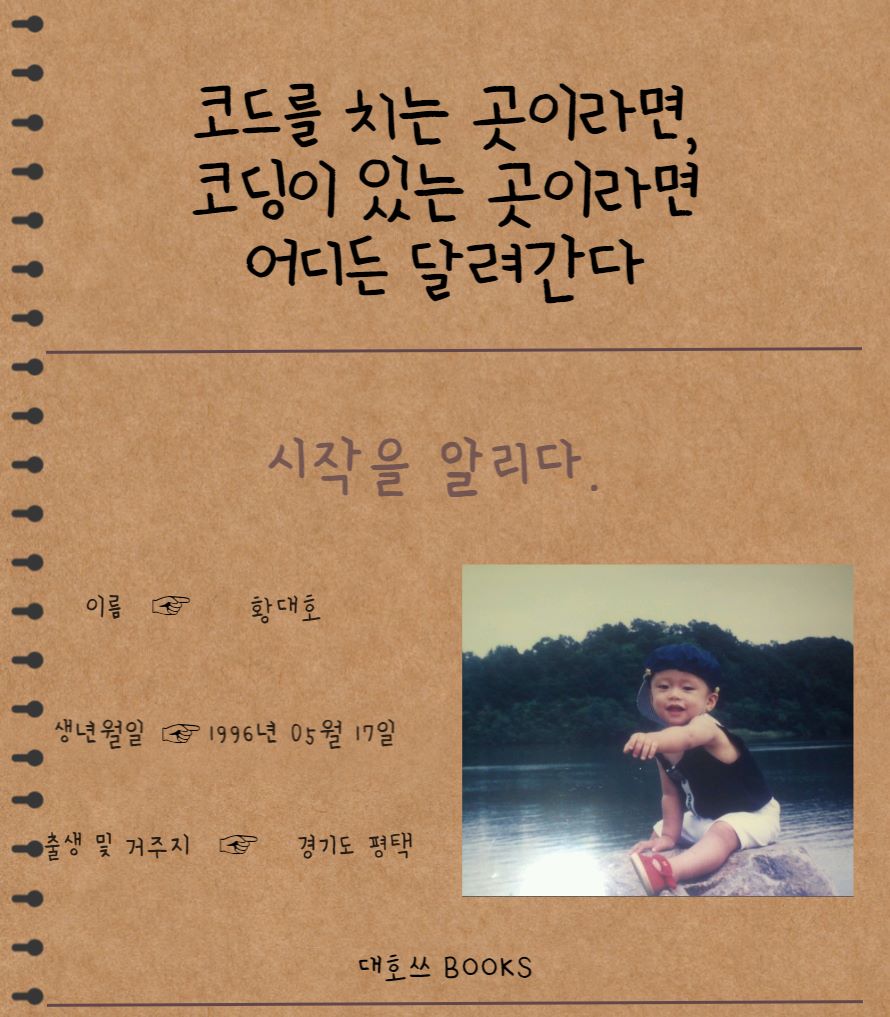 코드를 치는 곳이라면,
코딩이 있는 곳이라면
어디든 달려간다
시작을 알리다.
이름 ☞ 황대호
생년월일 ☞ 1996년 05월 17일
출생 및 거주지 ☞ 경기도 평택
대호쓰 BOOKS